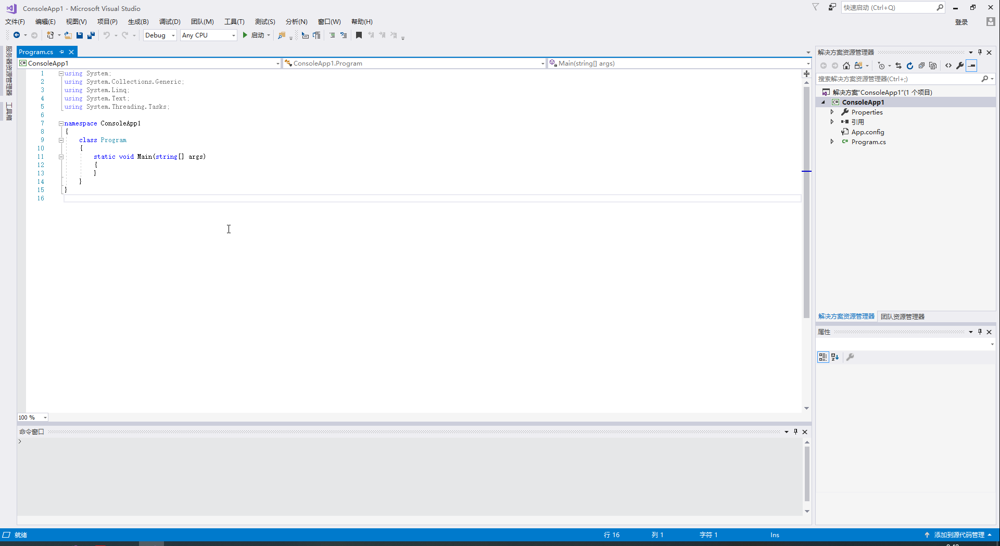 ConsoleApp1 - Microsoft Visual Studio
快速启动 (Ctrl+Q)
文件(F) 编辑(E) 视图(V) 项目(P) 生成(B) 调试(D) 团队(M) 工具(T) 测试(S) 分析(N) 窗口(W) 帮助(H)
登录
Debug Any CPU 启动
服务器资源管理器
工具箱
Program.cs
ConsoleApp1 ConsoleApp1.Program Main(string[] args)
1 using System;
2 using System.Collections.Generic;
3 using System.Linq;
4 using System.Text;
5 using System.Threading.Tasks;
6
7 namespace ConsoleApp1
8 {
9 class Program
10 {
11 static void Main(string[] args)
12 {
13 }
14 }
15 }
16
100 %
命令窗口
>
解决方案资源管理器
搜索解决方案资源管理器(Ctrl+;)
解决方案"ConsoleApp1"(1 个项目)
C# ConsoleApp1
Properties
引用
App.config
C# Program.cs
解决方案资源管理器 团队资源管理器
属性
就绪 行 16 列 1 字符 1 Ins 添加到源代码管理